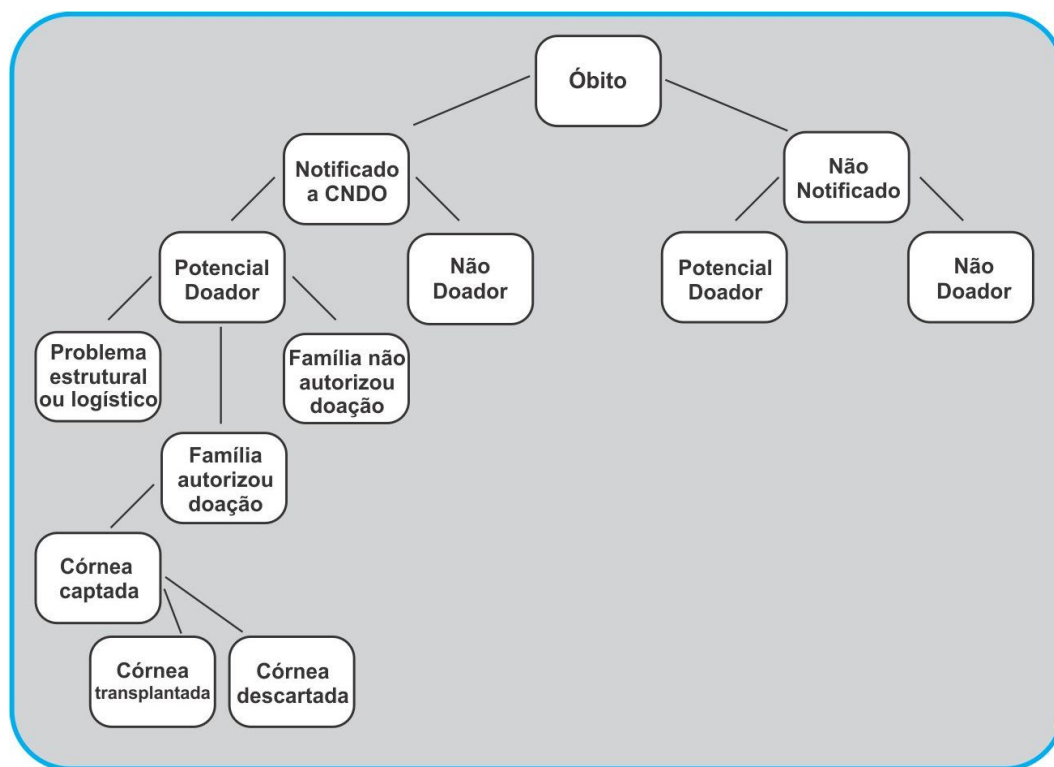 Óbito
Notificado
a CNDO
Não
Notificado
Potencial
Doador
Não
Doador
Potencial
Doador
Não
Doador
Problema
estrutural
ou logístico
Família não
autorizou
doação
Família
autorizou
doação
Córnea
captada
Córnea
transplantada
Córnea
descartada